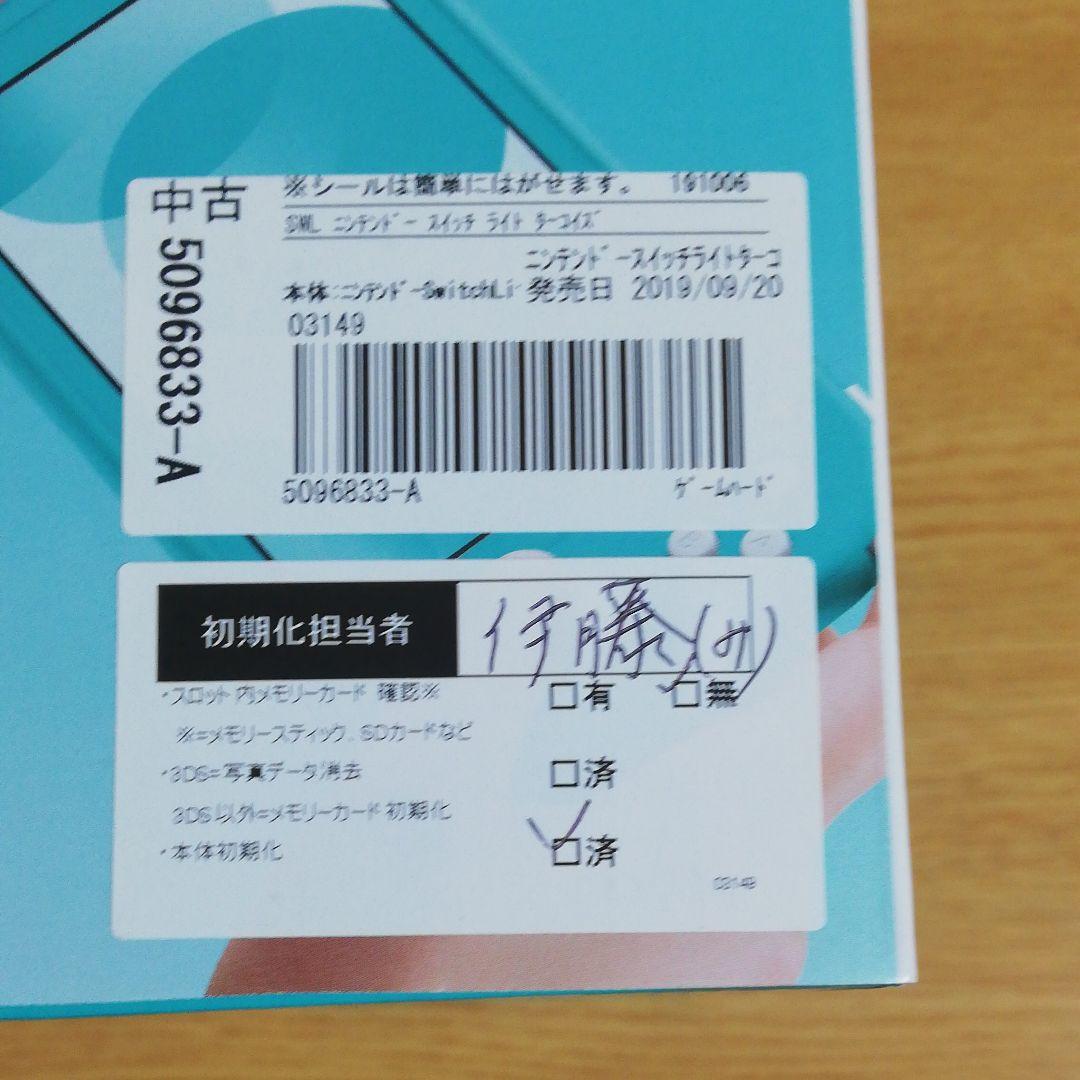 中古
5096833-A
※シールは簡単にはがせます。 191006
SWL ニンテンドー スイッチ ライト ターコイズ
ニンテンドースイッチライトターコ
本体:ニンテンドーSwitchLi 発売日 2019/09/20
03149
5096833-A ゲームハード
初期化担当者 伊勝
・スロット内メモリーカード 確認※ □有 □無
※=メモリースティック、SDカードなど
・3DS=写真データ消去 □済
3DS以外=メモリーカード初期化
・本体初期化 □済
03149